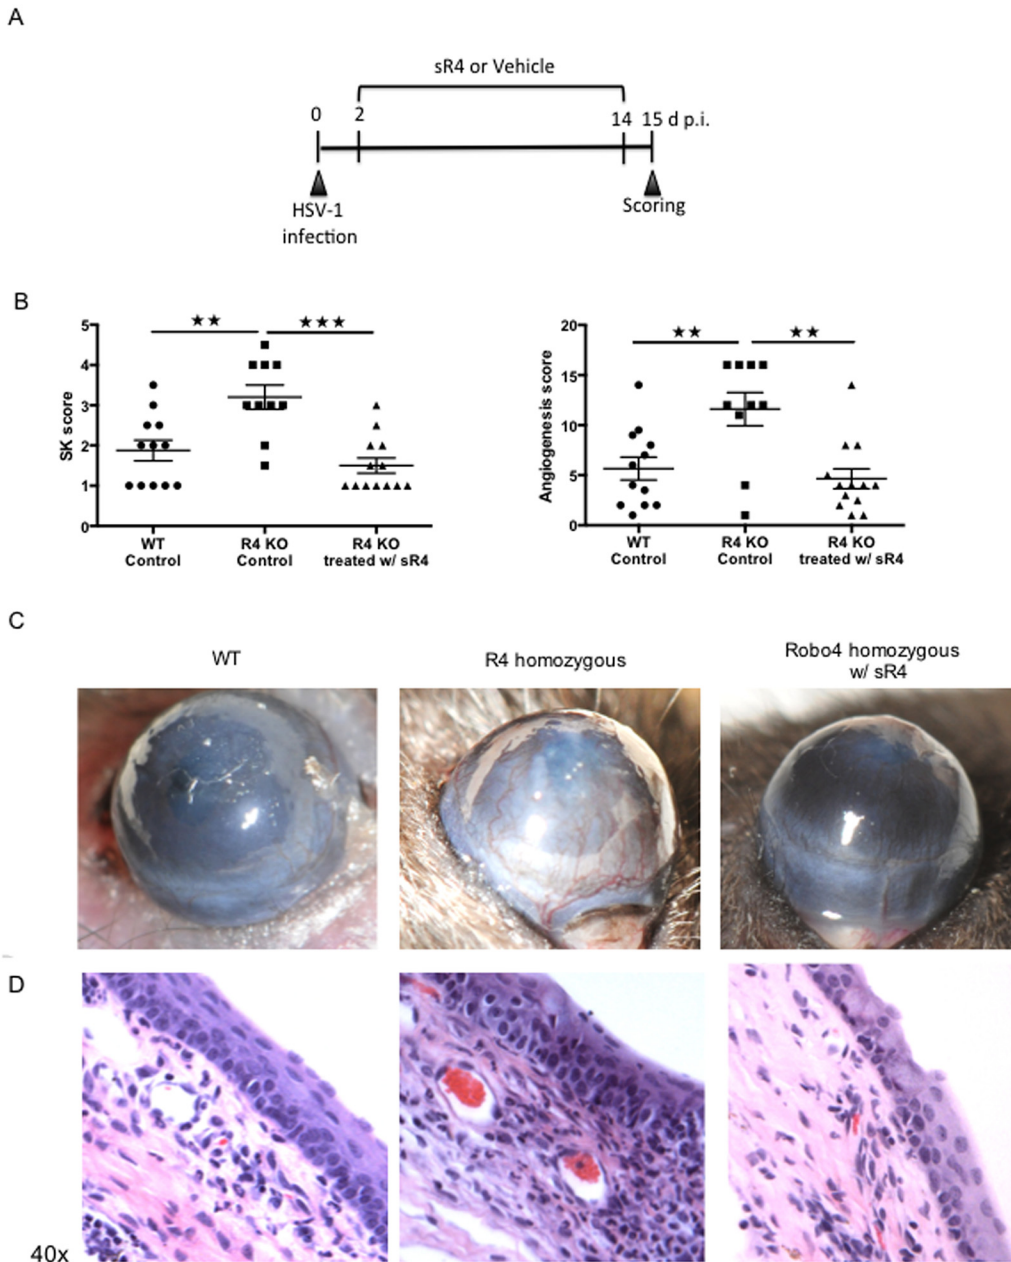 A
sR4 or Vehicle
0 2 14 15 d p.i.
HSV-1
infection
Scoring
B
★★ ★★★
5
4
3
2
1
0
SK score
WT
Control
R4 KO
Control
R4 KO
treated w/ sR4
★★ ★★
20
15
10
5
0
Angiogenesis score
WT
Control
R4 KO
Control
R4 KO
treated w/ sR4
C
WT
R4 homozygous
Robo4 homozygous
w/ sR4
D
40x